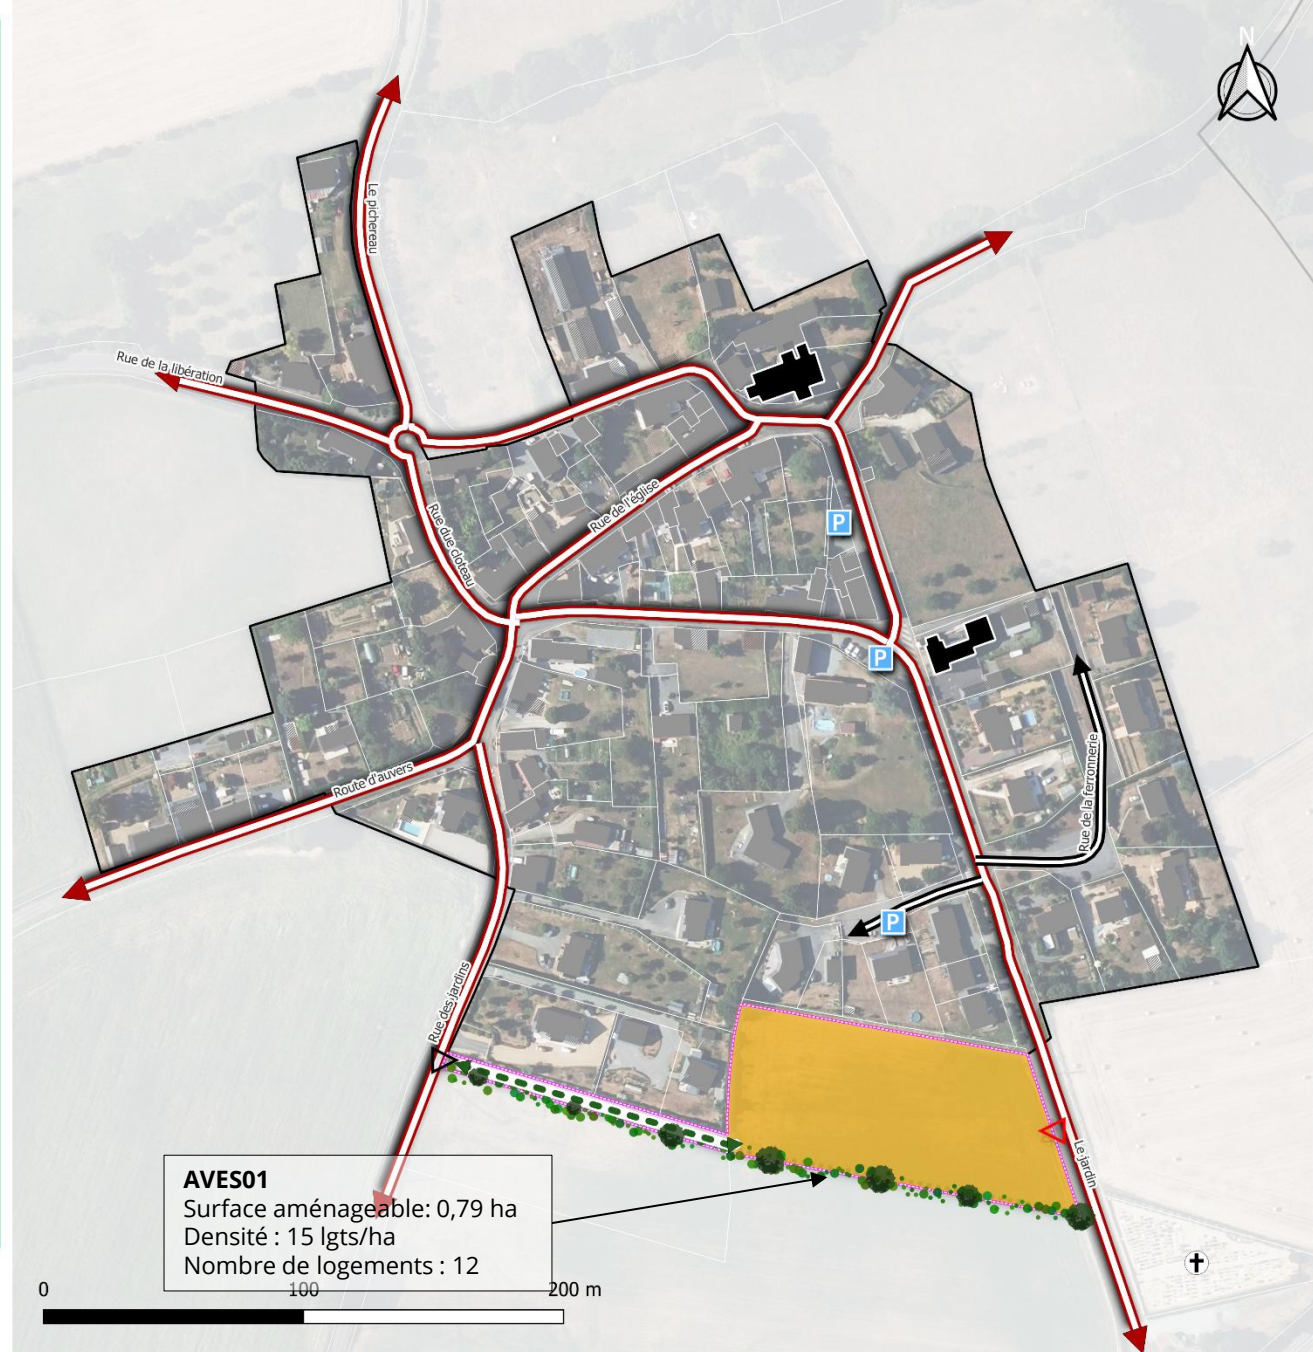 N
Le pichereau
Rue de la libération
Rue de l'église
Rue due cloteau
P
P
Rue de la ferronnerie
Route d'auvers
P
Rue des jardins
Le jardin
AVES01
Surface aménageable: 0,79 ha
Densité : 15 lgts/ha
Nombre de logements : 12
0 100 200 m